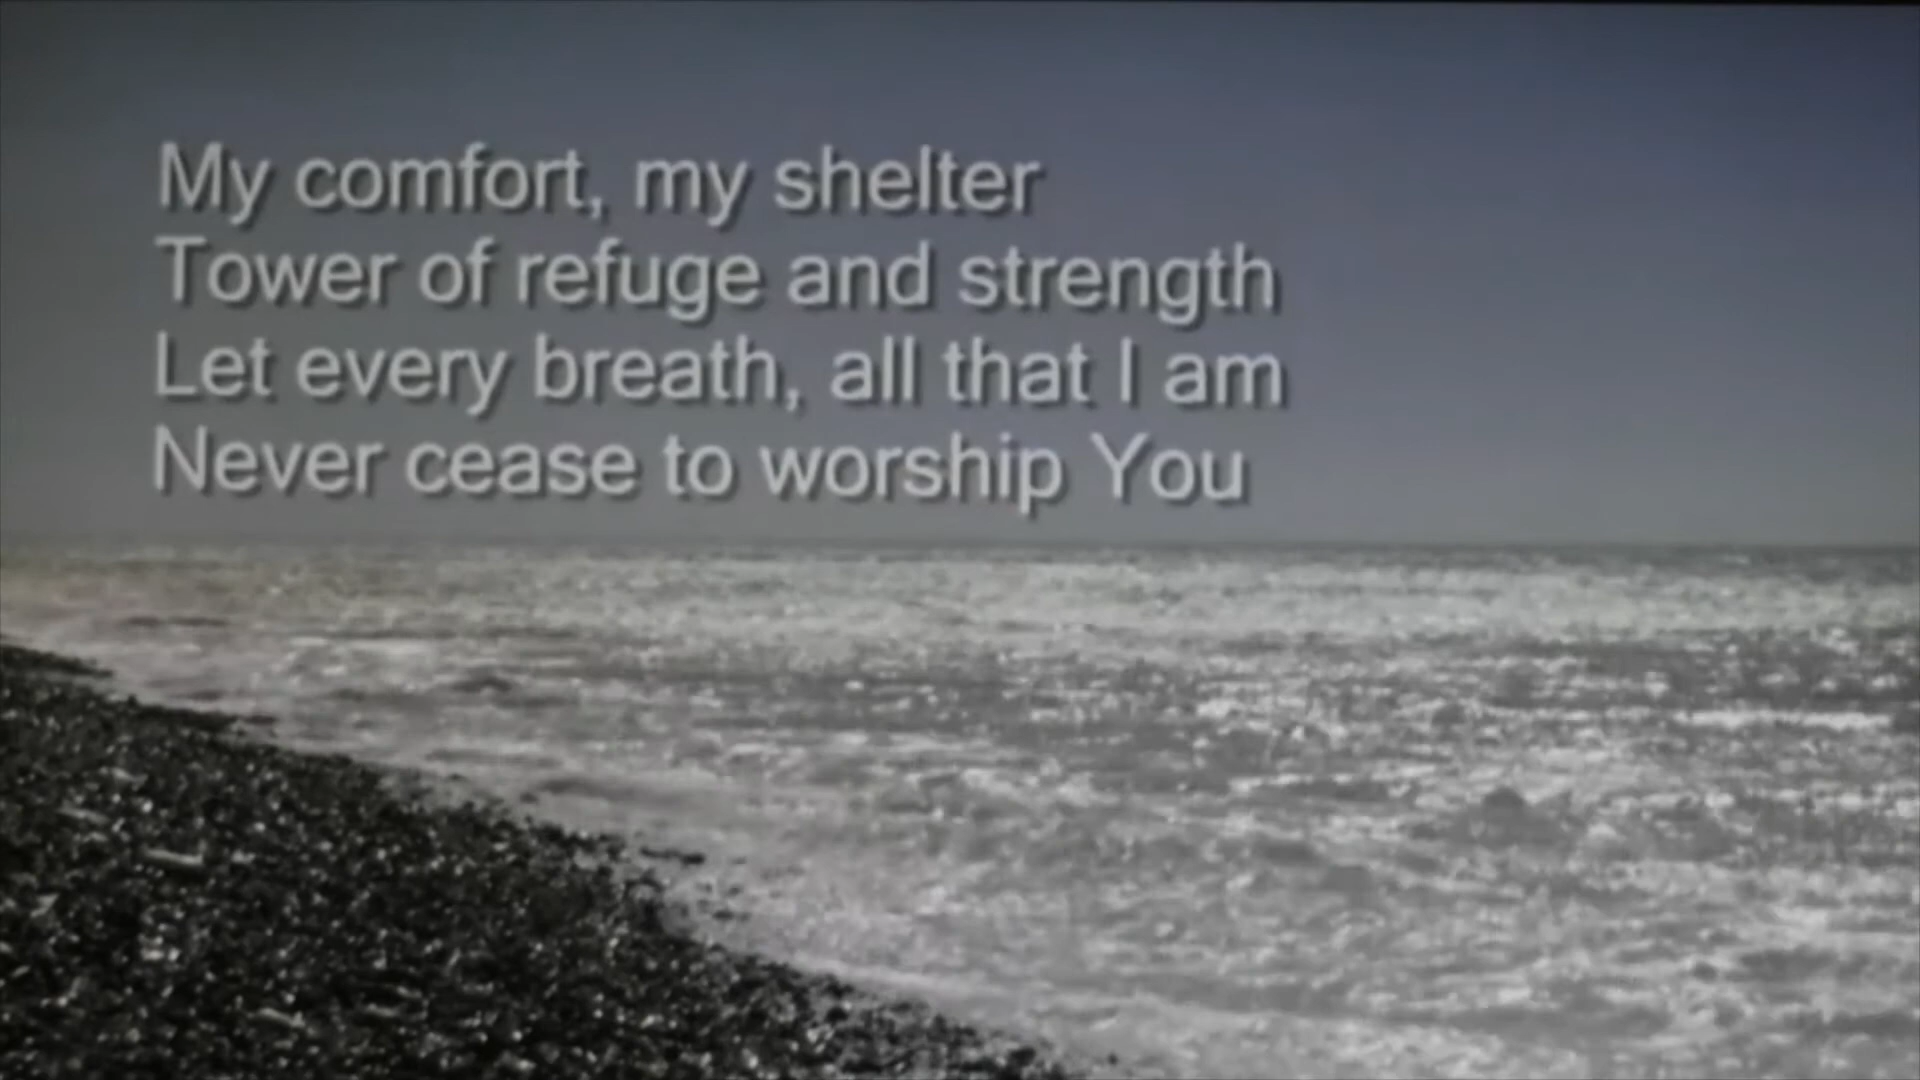 My comfort, my shelter
Tower of refuge and strength
Let every breath, all that I am
Never cease to worship You